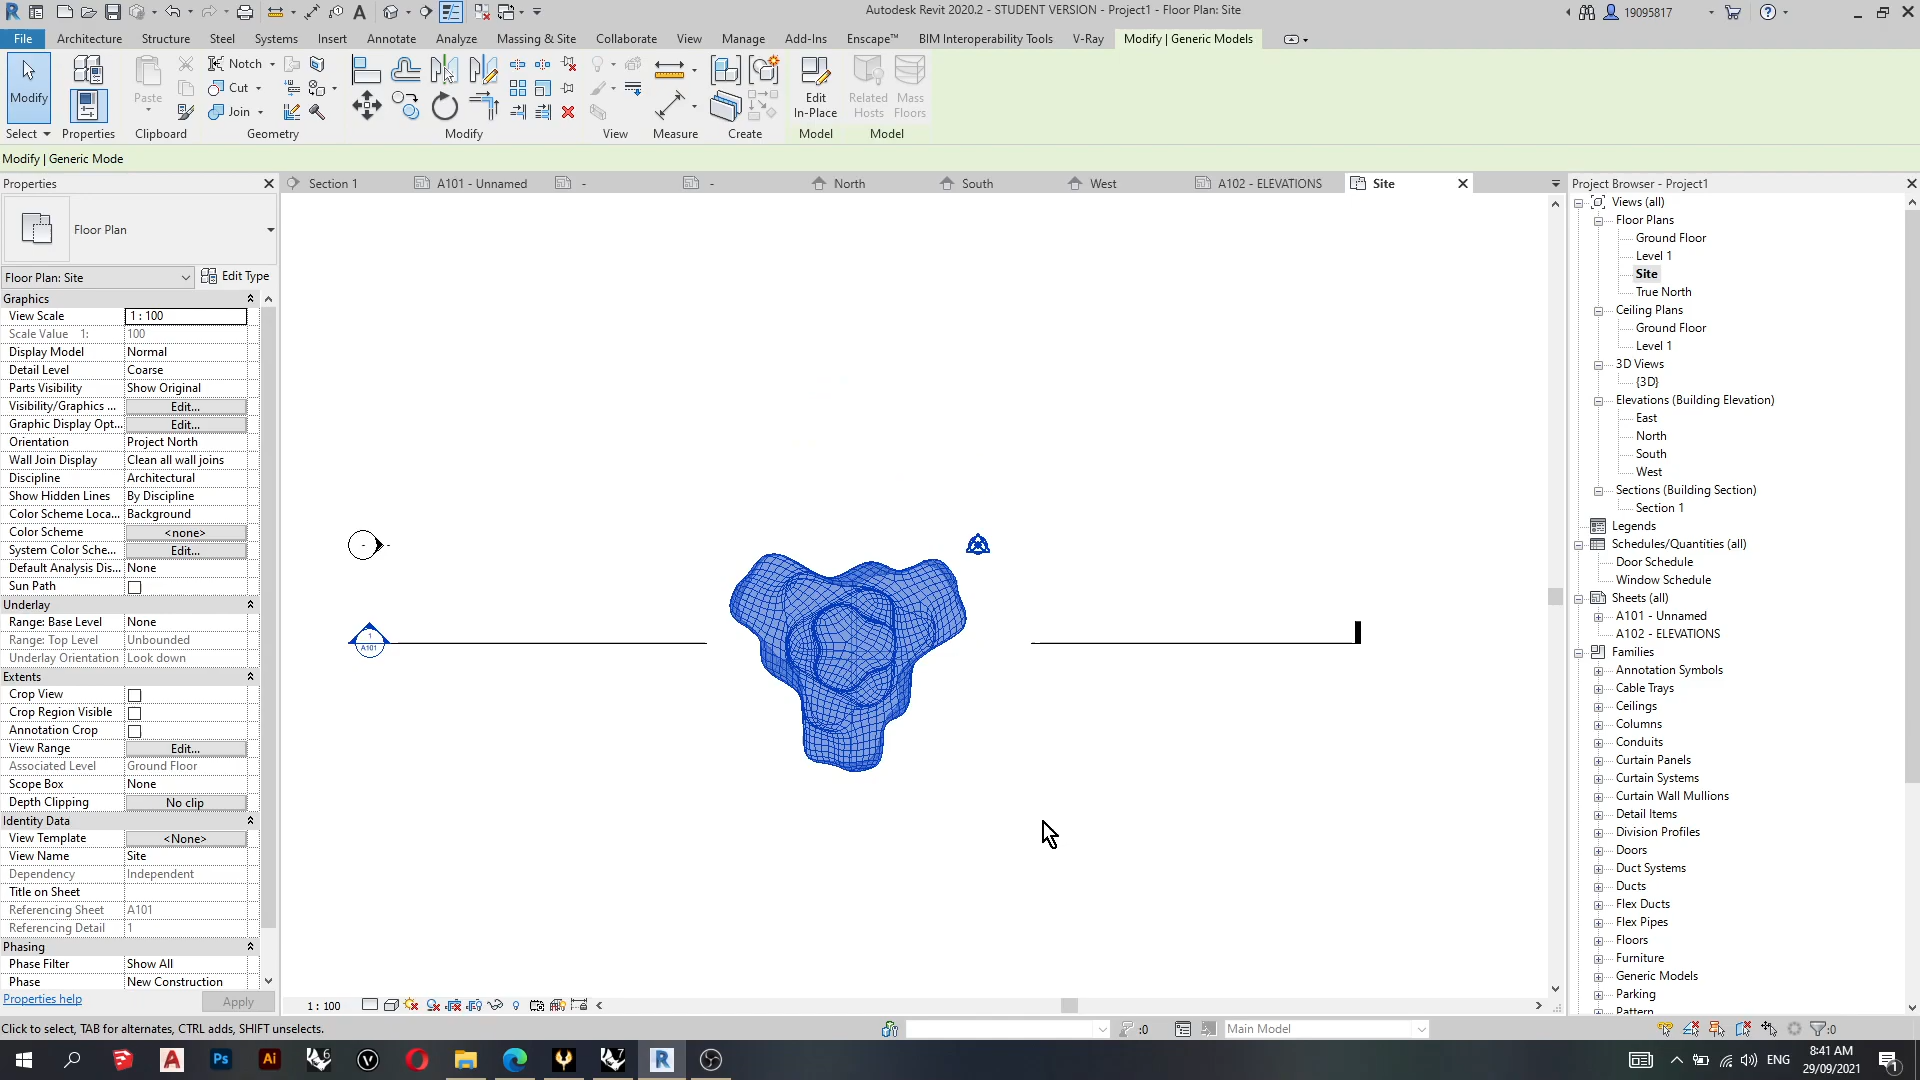 Autodesk Revit 2020.2 - STUDENT VERSION - Project1 - Floor Plan: Site
19095817
File Architecture Structure Steel Systems Insert Annotate Analyze Massing & Site Collaborate View Manage Add-Ins Enscape™ BIM Interoperability Tools V-Ray Modify | Generic Models
Modify
Paste
Notch
Cut
Join
Edit
In-Place
Related
Hosts
Mass
Floors
Select Properties Clipboard Geometry Modify View Measure Create Model Model
Modify | Generic Mode
Properties
Section 1 A101 - Unnamed - - North South West A102 - ELEVATIONS Site
Project Browser - Project1
Floor Plan
Floor Plan: Site
Edit Type
Graphics
View Scale 1 : 100
Scale Value 1: 100
Display Model Normal
Detail Level Coarse
Parts Visibility Show Original
Visibility/Graphics ... Edit...
Graphic Display Opt... Edit...
Orientation Project North
Wall Join Display Clean all wall joins
Discipline Architectural
Show Hidden Lines By Discipline
Color Scheme Loca... Background
Color Scheme <none>
System Color Sche... Edit...
Default Analysis Dis... None
Sun Path
Underlay
Range: Base Level None
Range: Top Level Unbounded
Underlay Orientation Look down
Extents
Crop View
Crop Region Visible
Annotation Crop
View Range Edit...
Associated Level Ground Floor
Scope Box None
Depth Clipping No clip
Identity Data
View Template <None>
View Name Site
Dependency Independent
Title on Sheet
Referencing Sheet A101
Referencing Detail 1
Phasing
Phase Filter Show All
Phase New Construction
Properties help
Apply
1
A101
Views (all)
Floor Plans
Ground Floor
Level 1
Site
True North
Ceiling Plans
Ground Floor
Level 1
3D Views
{3D}
Elevations (Building Elevation)
East
North
South
West
Sections (Building Section)
Section 1
Legends
Schedules/Quantities (all)
Door Schedule
Window Schedule
Sheets (all)
A101 - Unnamed
A102 - ELEVATIONS
Families
Annotation Symbols
Cable Trays
Ceilings
Columns
Conduits
Curtain Panels
Curtain Systems
Curtain Wall Mullions
Detail Items
Division Profiles
Doors
Duct Systems
Ducts
Flex Ducts
Flex Pipes
Floors
Furniture
Generic Models
Parking
Pattern
1 : 100
Click to select, TAB for alternates, CTRL adds, SHIFT unselects.
:0
Main Model
:0
ENG
8:41 AM
29/09/2021